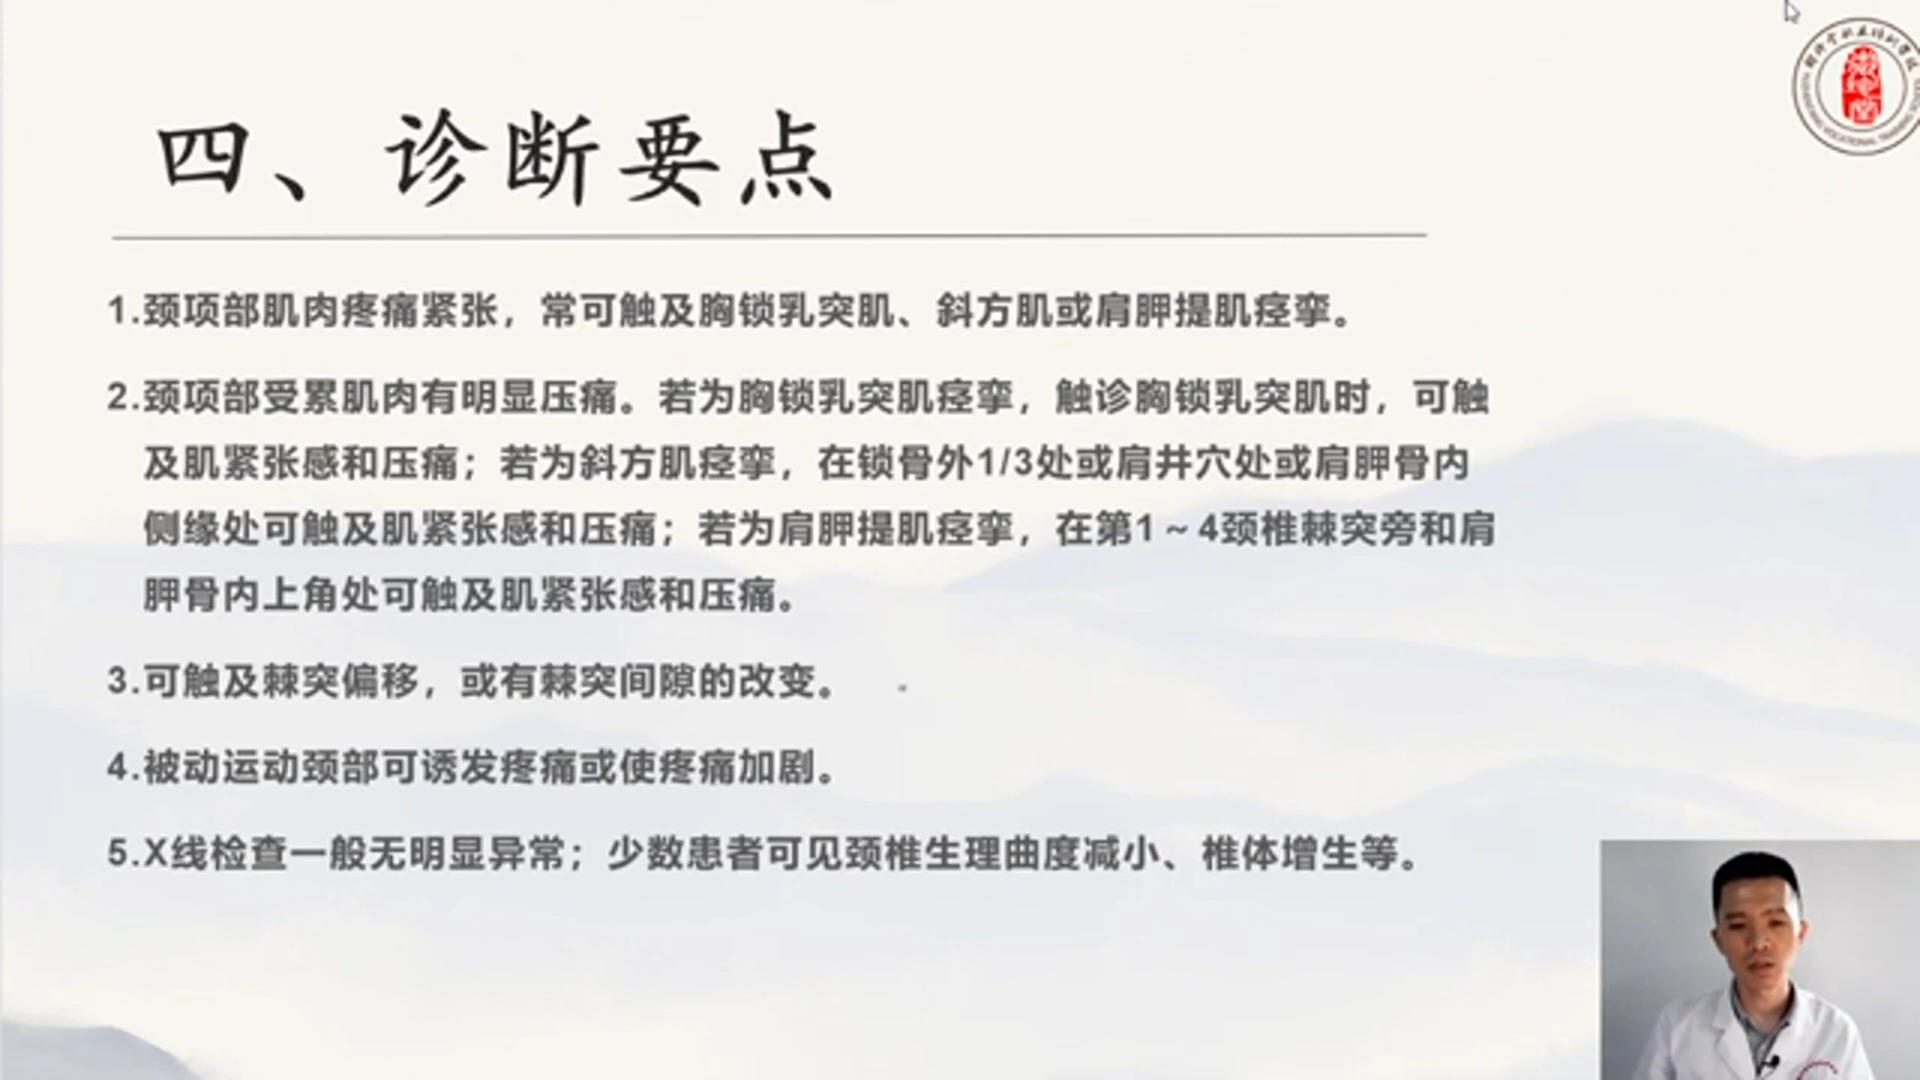 四、诊断要点
1.颈项部肌肉疼痛紧张，常可触及胸锁乳突肌、斜方肌或肩胛提肌痉挛。
2.颈项部受累肌肉有明显压痛。若为胸锁乳突肌痉挛，触诊胸锁乳突肌时，可触
及肌紧张感和压痛；若为斜方肌痉挛，在锁骨外1/3处或肩井穴处或肩胛骨内
侧缘处可触及肌紧张感和压痛；若为肩胛提肌痉挛，在第1～4颈椎棘突旁和肩
胛骨内上角处可触及肌紧张感和压痛。
3.可触及棘突偏移，或有棘突间隙的改变。
4.被动运动颈部可诱发疼痛或使疼痛加剧。
5.X线检查一般无明显异常；少数患者可见颈椎生理曲度减小、椎体增生等。